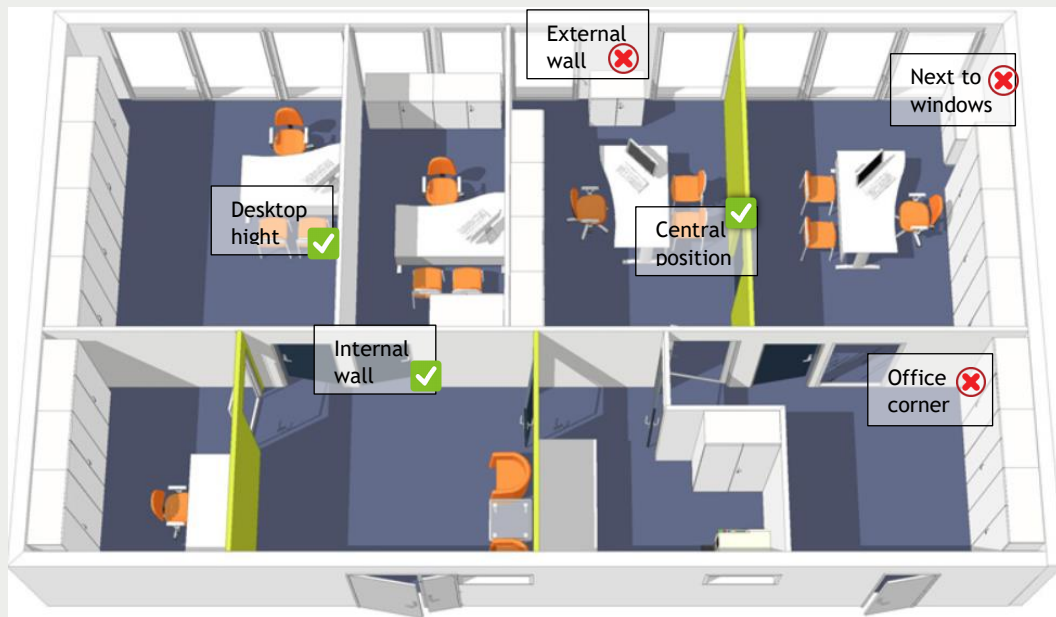 External
wall
Next to
windows
Desktop
hight
Central
position
Internal
wall
Office
corner